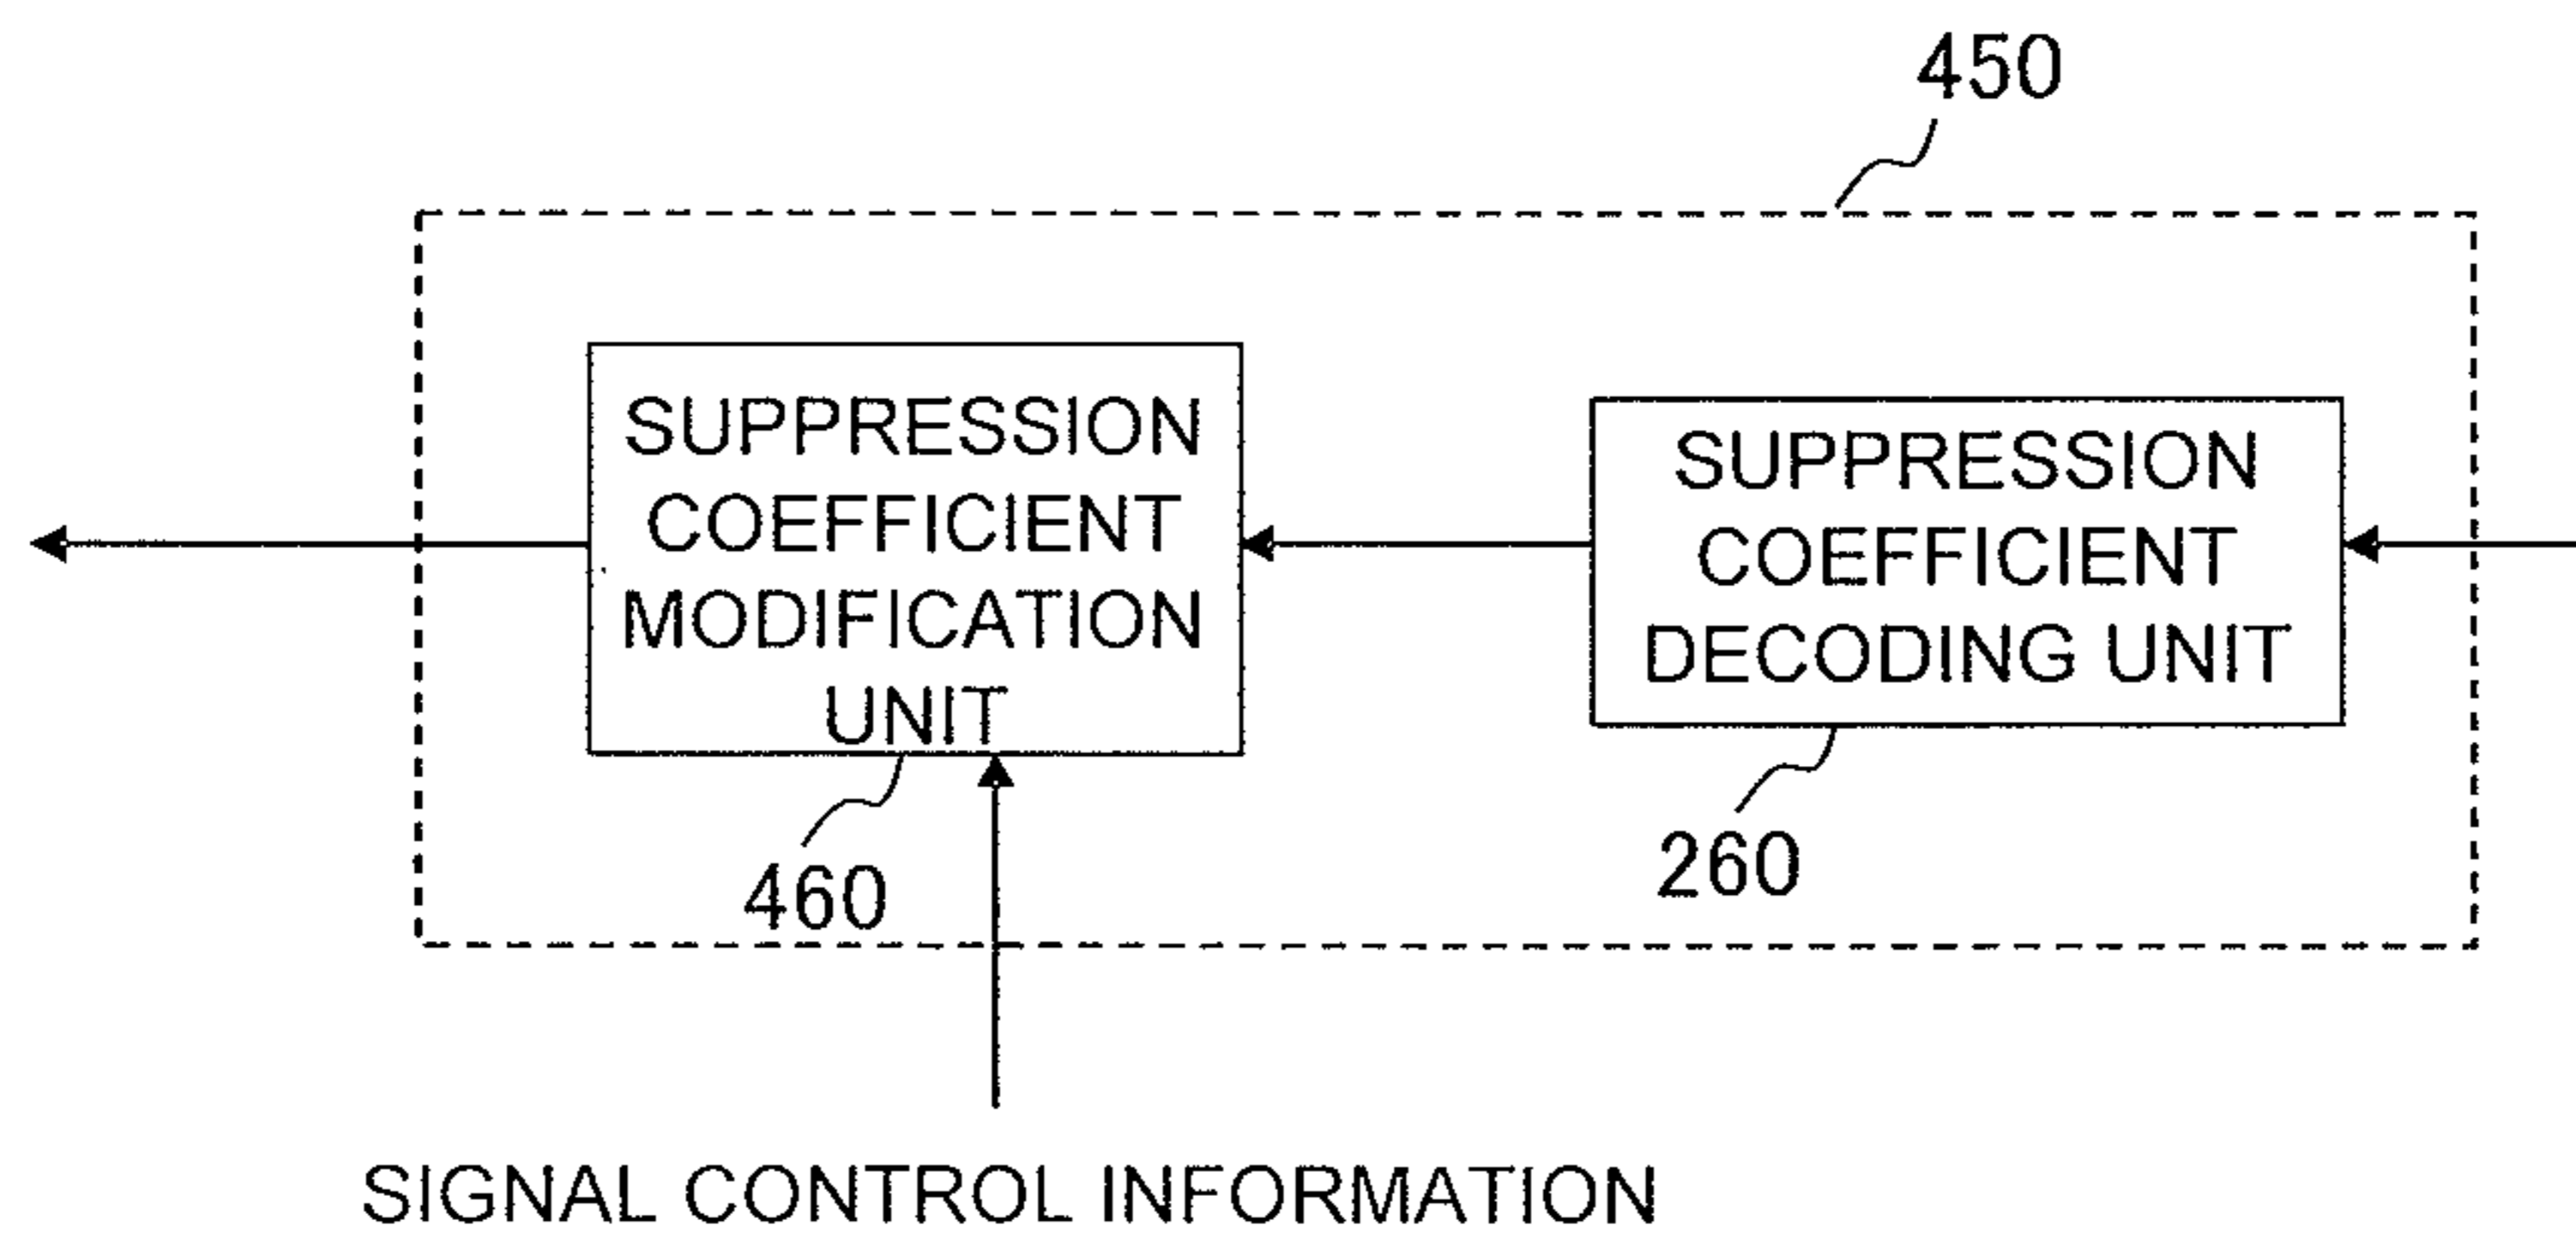 450
SUPPRESSION
COEFFICIENT
MODIFICATION
UNIT
SUPPRESSION
COEFFICIENT
DECODING UNIT
460
260
SIGNAL CONTROL INFORMATION